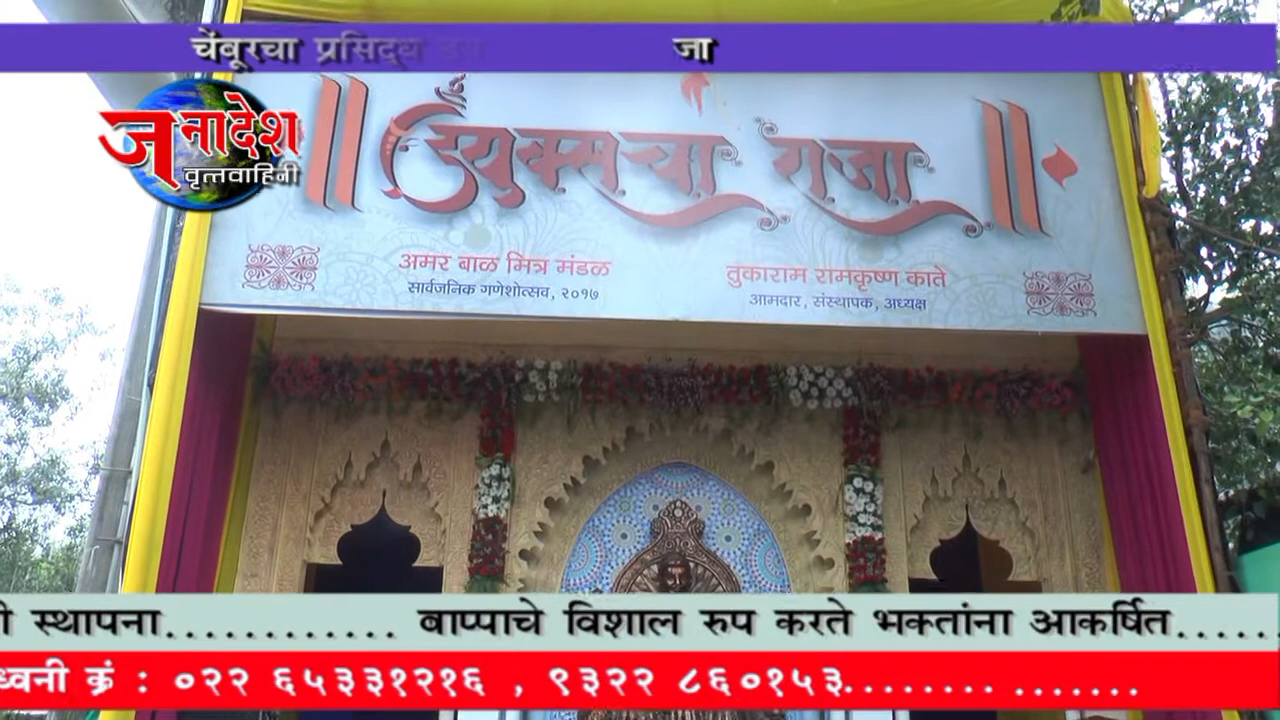 चेंबूरचा प्रसिद्ध
जा
जनादेश
वृत्तवाहिनी
|| ड्युक्सचा राजा ||
अमर बाळ मित्र मंडळ
सार्वजनिक गणेशोत्सव, २०१७
तुकाराम रामकृष्ण काते
आमदार, संस्थापक, अध्यक्ष
स्थापना............ बाप्पाचे विशाल रुप करते भक्तांना आकर्षित.....
ध्वनी क्रं : ०२२ ६५३३१२१६ , ९३२२ ८६०१५३........ .......